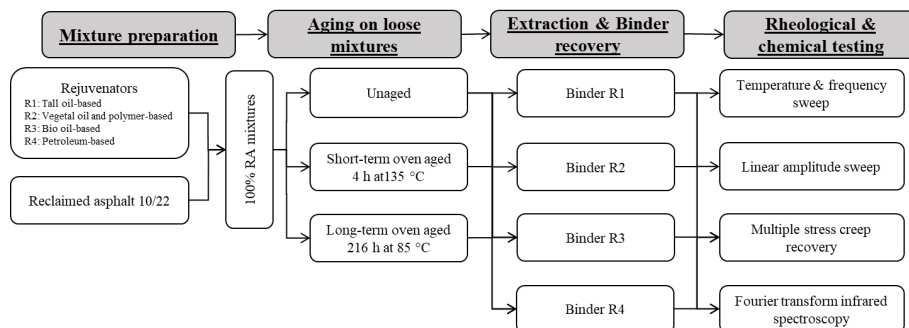 Mixture preparation
Aging on loose
mixtures
Extraction & Binder
recovery
Rheological &
chemical testing
Rejuvenators
R1: Tall oil-based
R2: Vegetal oil and polymer-based
R3: Bio oil-based
R4: Petroleum-based
Reclaimed asphalt 10/22
100% RA mixtures
Unaged
Short-term oven aged
4 h at135 °C
Long-term oven aged
216 h at 85 °C
Binder R1
Binder R2
Binder R3
Binder R4
Temperature & frequency
sweep
Linear amplitude sweep
Multiple stress creep
recovery
Fourier transform infrared
spectroscopy